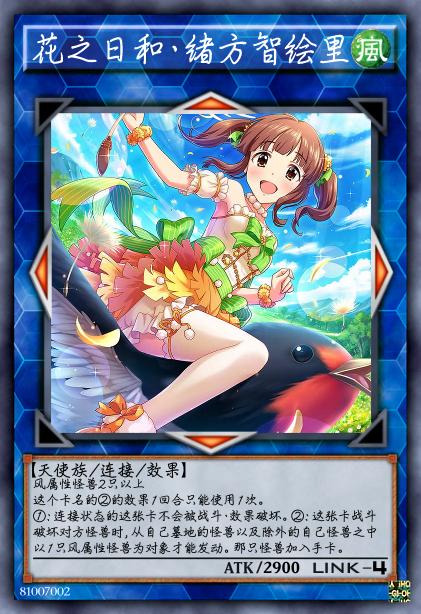 花之日和·绪方智绘里
風
【天使族/连接/效果】
风属性怪兽2只以上
这个卡名的②的效果1回合只能使用1次。
①：连接状态的这张卡不会被战斗·效果破坏。②：这张卡战斗
破坏对方怪兽时，从自己墓地的怪兽以及除外的自己怪兽之中
以1只风属性怪兽为对象才能发动。那只怪兽加入手卡。
ATK/2900 LINK-4
81007002